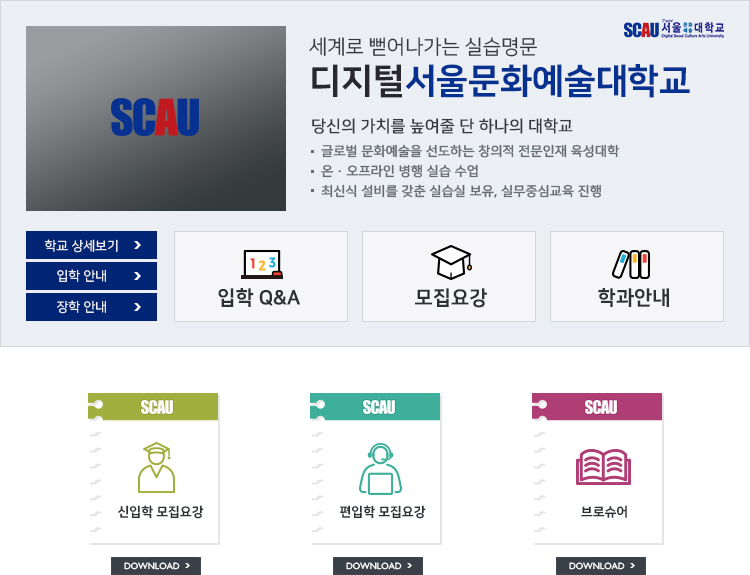 SCAU
세계로 뻗어나가는 실습명문
디지털서울문화예술대학교
SCAU 서울문화예술대학교
Digital Seoul Culture Arts University
당신의 가치를 높여줄 단 하나의 대학교
· 글로벌 문화예술을 선도하는 창의적 전문인재 육성대학
· 온 · 오프라인 병행 실습 수업
· 최신식 설비를 갖춘 실습실 보유, 실무중심교육 진행
학교 상세보기 >
입학 안내 >
장학 안내 >
1 2 3
입학 Q&A
모집요강
학과안내
SCAU
신입학 모집요강
DOWNLOAD >
SCAU
편입학 모집요강
DOWNLOAD >
SCAU
브로슈어
DOWNLOAD >